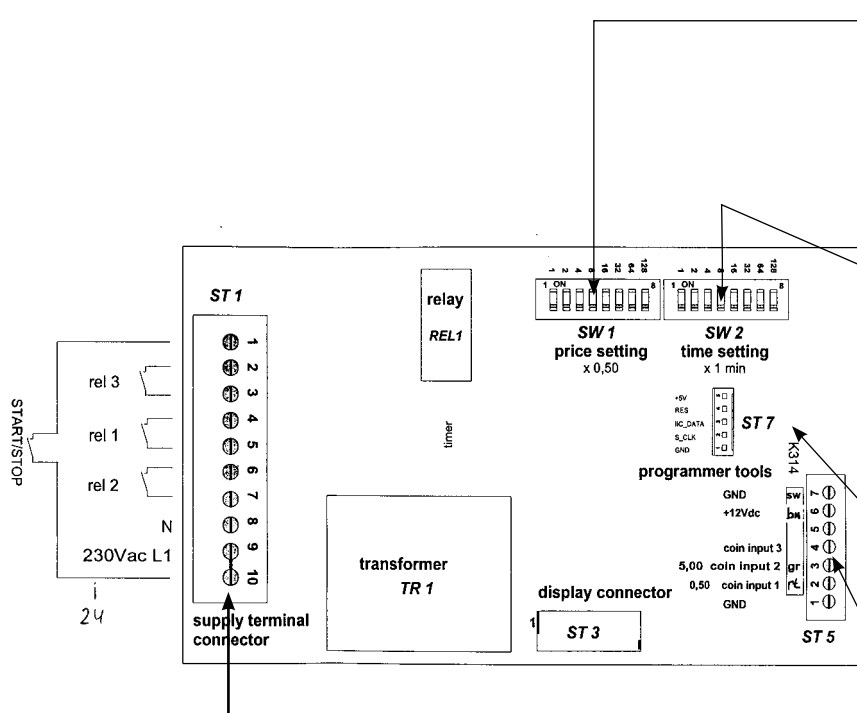 1 2 4 8 16 32 64 128
1 2 4 8 16 32 64 128
1 ON 8
1 ON 8
ST 1
relay
REL1
SW 1
price setting
x 0,50
SW 2
time setting
x 1 min
1
2
3
4
5
6
7
8
9
10
rel 3
rel 1
rel 2
START/STOP
N
230Vac L1
24
timer
+5V
RES
IIC_DATA
S_CLK
GND
ST 7
K314
programmer tools
GND sw 7
+12Vdc bn 6
5
coin input 3 4
5,00 coin input 2 gr 3
0,50 coin input 1 2
GND 1
ST 5
transformer
TR 1
display connector
1
ST 3
supply terminal
connector